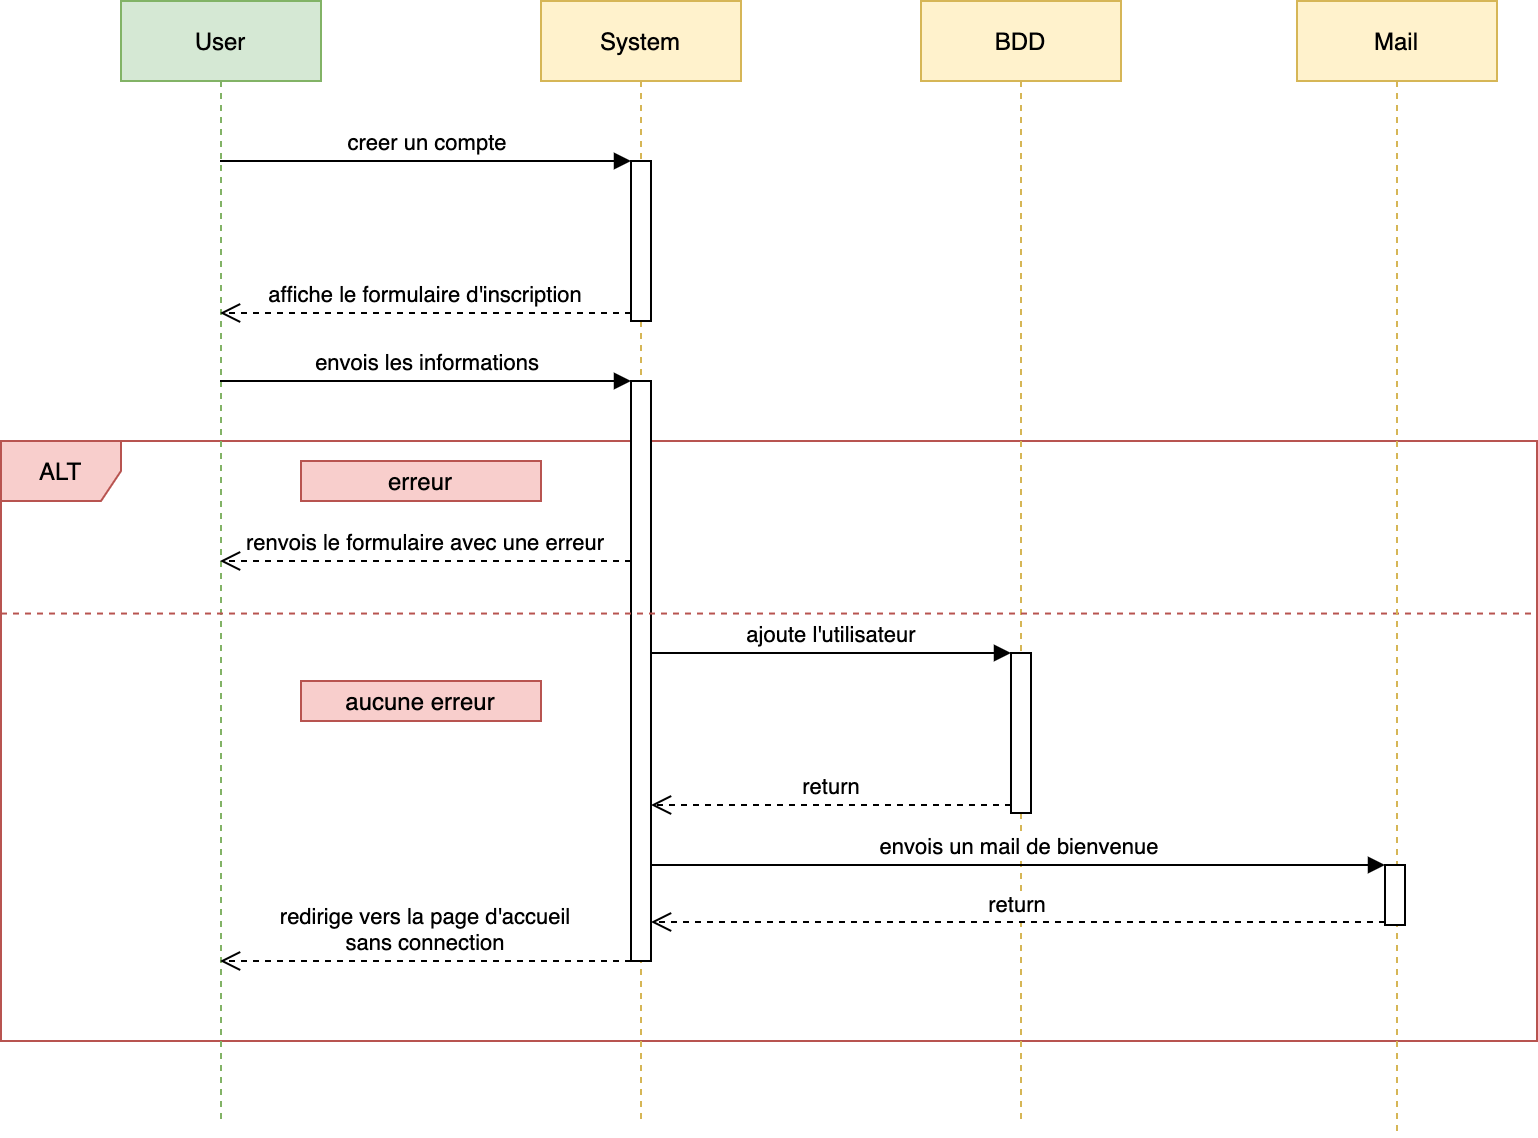 User
System
BDD
Mail
creer un compte
affiche le formulaire d'inscription
envois les informations
ALT
erreur
renvois le formulaire avec une erreur
ajoute l'utilisateur
aucune erreur
return
envois un mail de bienvenue
return
redirige vers la page d'accueil
sans connection